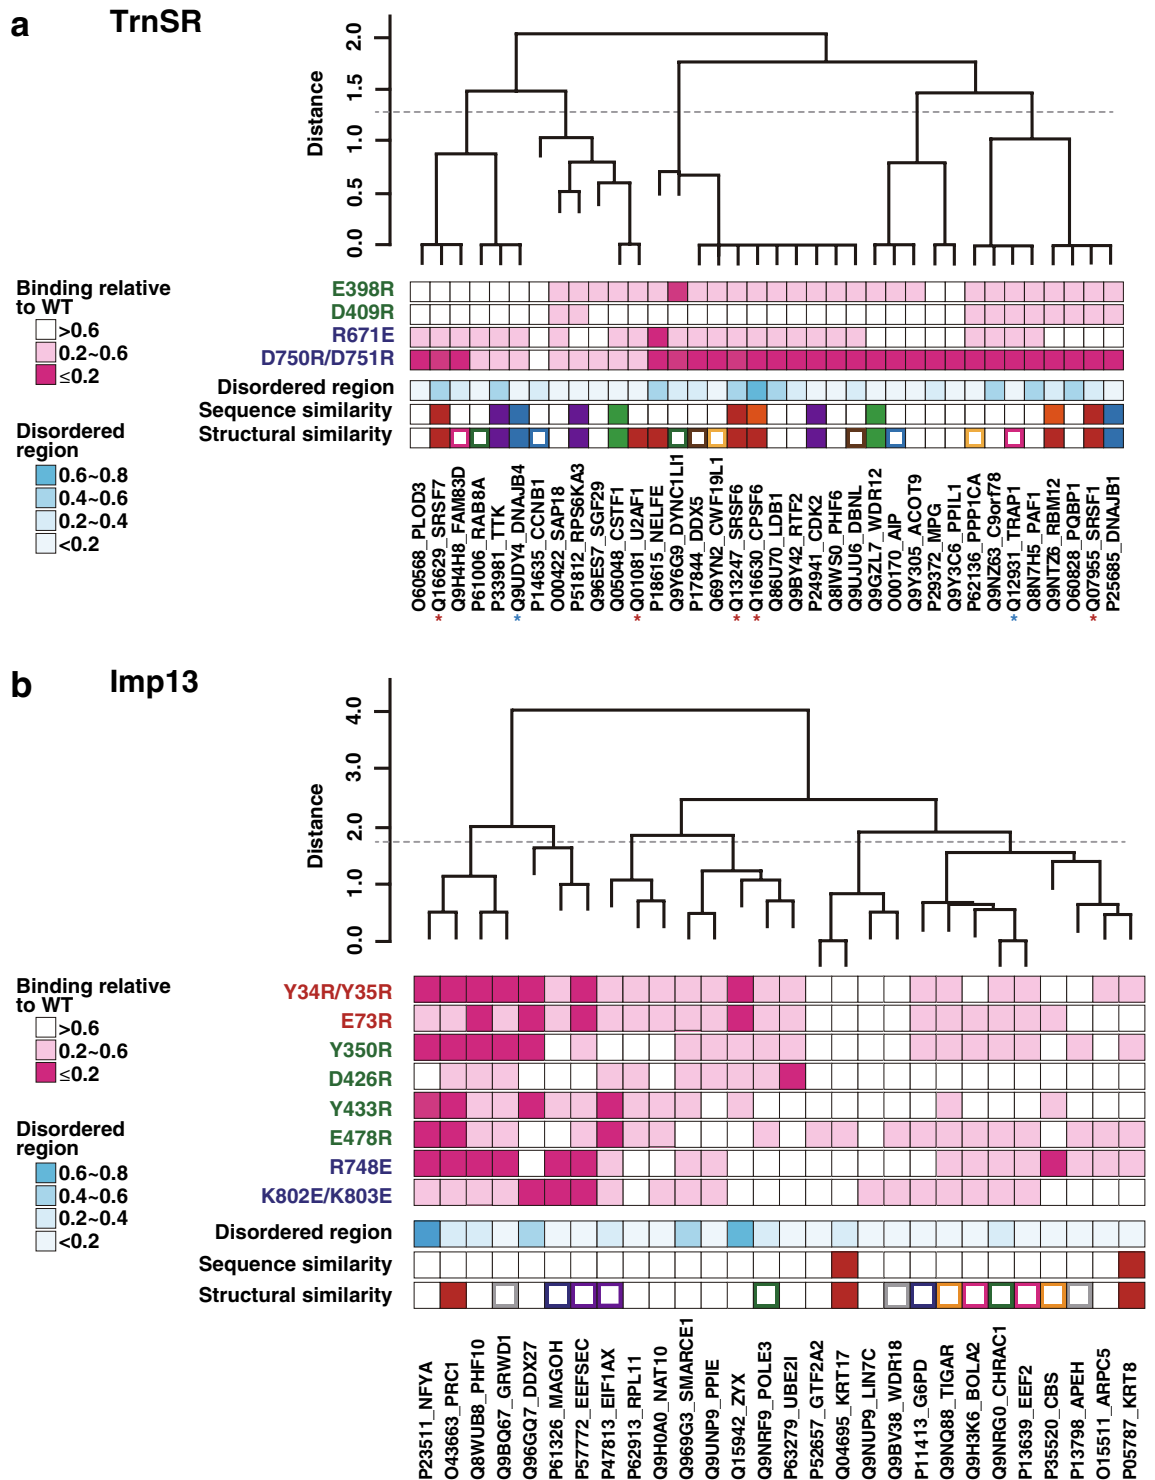 a
TrnSR
Distance
2.0
1.5
1.0
0.5
0.0
Binding relative
to WT
>0.6
0.2~0.6
≤0.2
E398R
D409R
R671E
D750R/D751R
Disordered region
Sequence similarity
Structural similarity
Disordered
region
0.6~0.8
0.4~0.6
0.2~0.4
<0.2
O60568_PLOD3
Q16629_SRSF7
Q9H4H8_FAM83D
P61006_RAB8A
P33981_TTK
Q9UDY4_DNAJB4
P14635_CCNB1
O00422_SAP18
P51812_RPS6KA3
Q96ES7_SGF29
Q05048_CSTF1
Q01081_U2AF1
P18615_NELFE
Q9Y6G9_DYNC1LI1
P17844_DDX5
Q69YN2_CWF19L1
Q13247_SRSF6
Q16630_CPSF6
Q86U70_LDB1
Q9BY42_RTF2
P24941_CDK2
Q8IWS0_PHF6
Q9UJU6_DBNL
Q9GZL7_WDR12
O00170_AIP
Q9Y305_ACOT9
P29372_MPG
Q9Y3C6_PPIL1
P62136_PPP1CA
Q9NZ63_C9orf78
Q12931_TRAP1
Q8N7H5_PAF1
Q9NTZ6_RBM12
O60828_PQBP1
Q07955_SRSF1
P25685_DNAJB1
* * * * * * *
b
Imp13
Distance
4.0
3.0
2.0
1.0
0.0
Binding relative
to WT
>0.6
0.2~0.6
≤0.2
Y34R/Y35R
E73R
Y350R
D426R
Y433R
E478R
R748E
K802E/K803E
Disordered region
Sequence similarity
Structural similarity
Disordered
region
0.6~0.8
0.4~0.6
0.2~0.4
<0.2
P23511_NFYA
O43663_PRC1
Q8WUB8_PHF10
Q9BQ67_GRWD1
Q96GQ7_DDX27
P61326_MAGOH
P57772_EEFSEC
P47813_EIF1AX
P62913_RPL11
Q9H0A0_NAT10
Q969G3_SMARCE1
Q9UNP9_PPIE
Q15942_ZYX
Q9NRF9_POLE3
P63279_UBE2I
P52657_GTF2A2
Q04695_KRT17
Q9NUP9_LIN7C
Q9BV38_WDR18
P11413_G6PD
Q9NQ88_TIGAR
Q9H3K6_BOLA2
Q9NRG0_CHRAC1
P13639_EEF2
P35520_CBS
P13798_APEH
O15511_ARPC5
P05787_KRT8